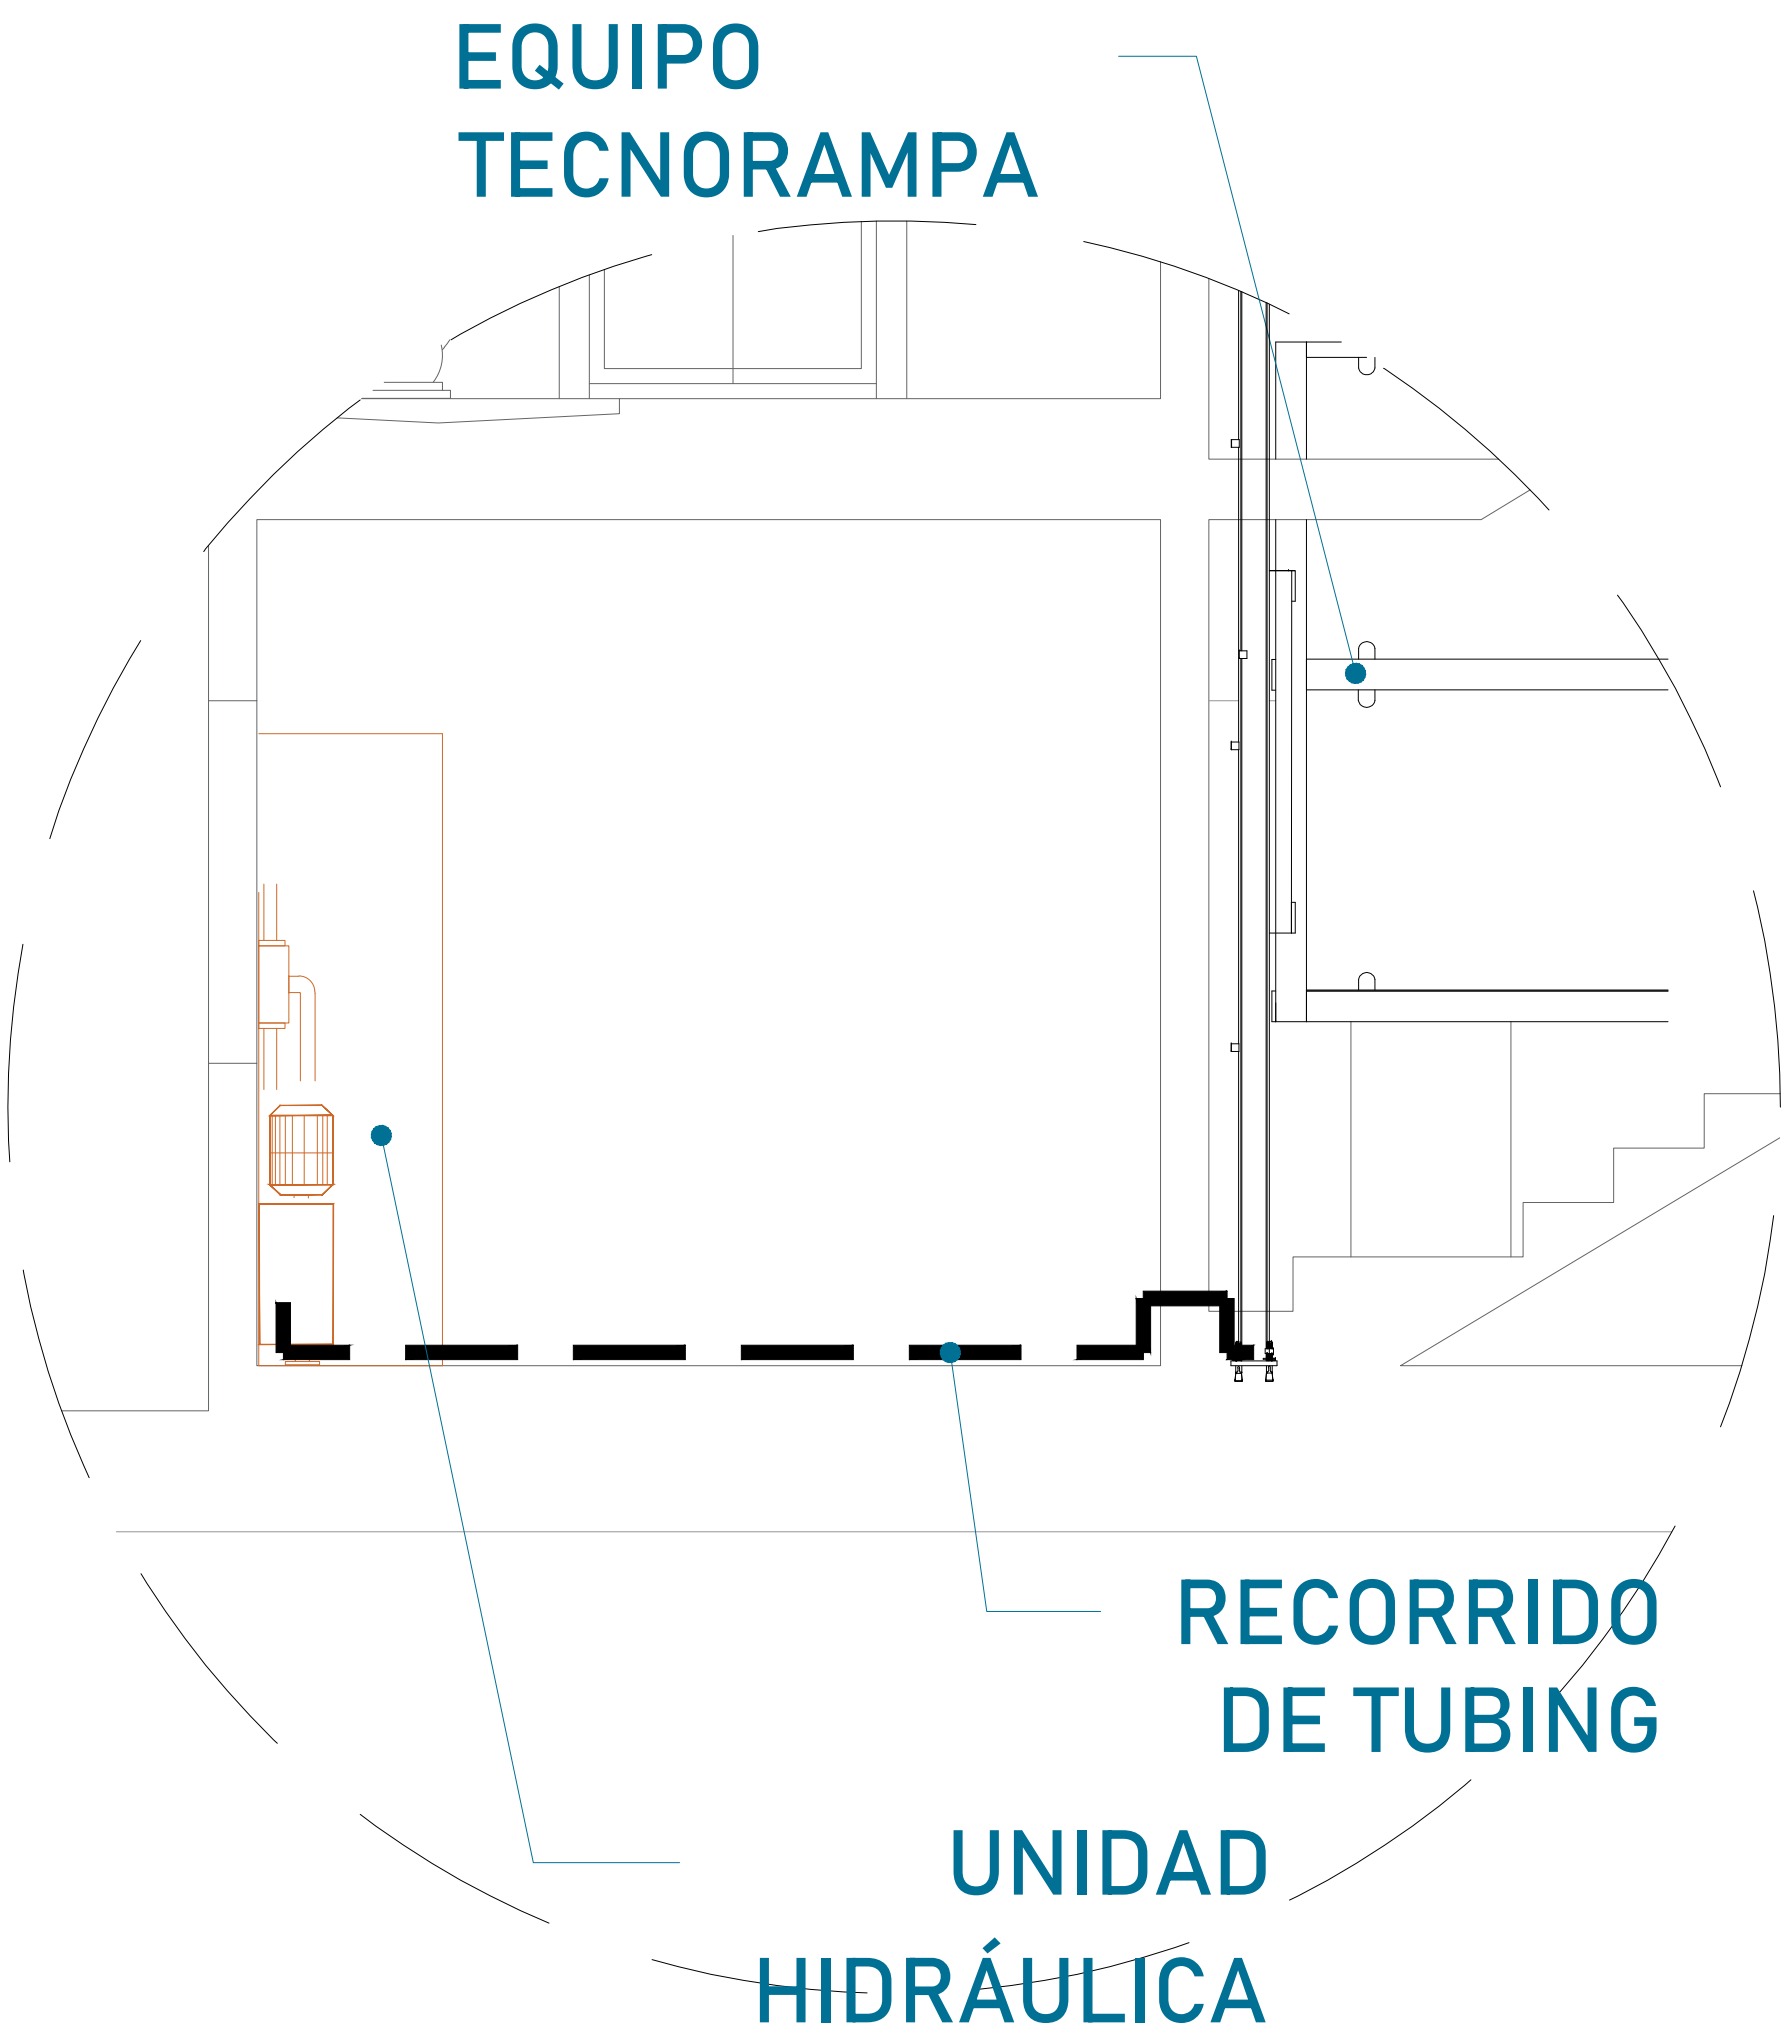 EQUIPO
TECNORAMPA
RECORRIDO
DE TUBING
UNIDAD
HIDRÁULICA